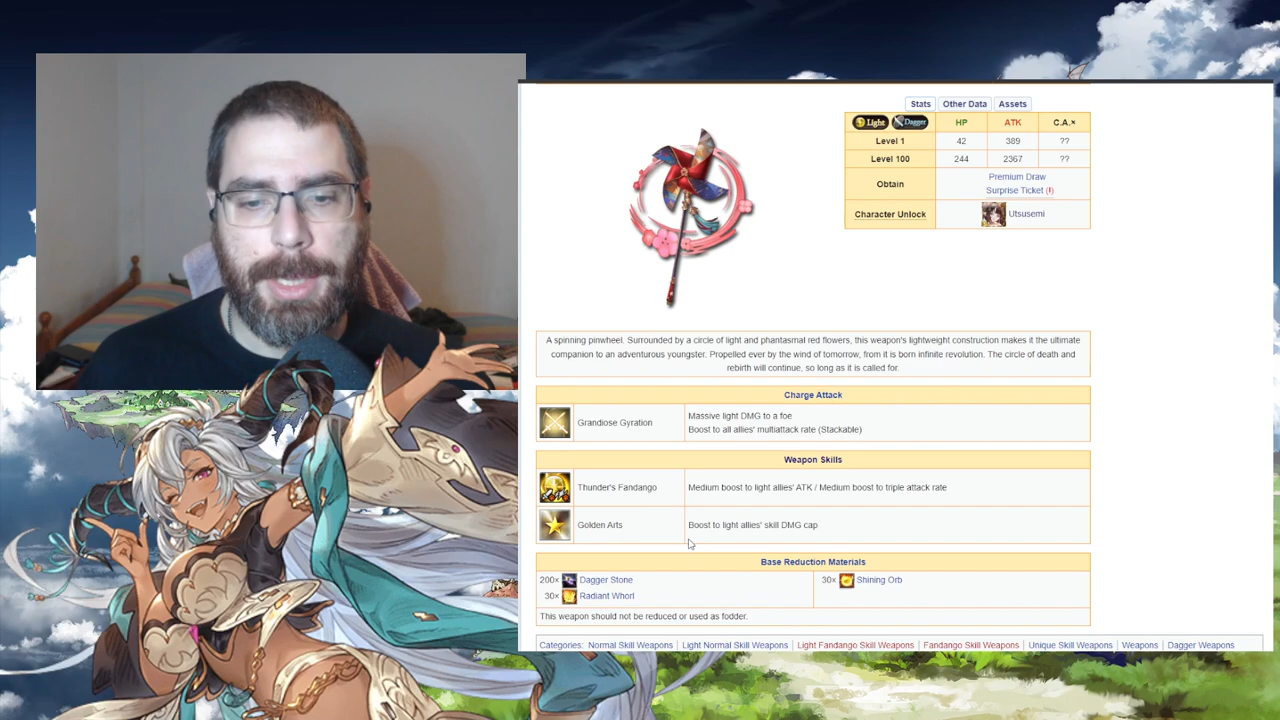 Stats Other Data Assets
Light Dagger HP ATK C.A.×
Level 1 42 389 ??
Level 100 244 2367 ??
Obtain Premium Draw
Surprise Ticket (!)
Character Unlock Utsusemi
A spinning pinwheel. Surrounded by a circle of light and phantasmal red flowers, this weapon's lightweight construction makes it the ultimate
companion to an adventurous youngster. Propelled ever by the wind of tomorrow, from it is born infinite revolution. The circle of death and
rebirth will continue, so long as it is called for.
Charge Attack
Grandiose Gyration Massive light DMG to a foe
Boost to all allies' multiattack rate (Stackable)
Weapon Skills
Thunder's Fandango Medium boost to light allies' ATK / Medium boost to triple attack rate
Golden Arts Boost to light allies' skill DMG cap
Base Reduction Materials
200× Dagger Stone 30× Shining Orb
30× Radiant Whorl
This weapon should not be reduced or used as fodder.
Categories: Normal Skill Weapons | Light Normal Skill Weapons | Light Fandango Skill Weapons | Fandango Skill Weapons | Unique Skill Weapons | Weapons | Dagger Weapons